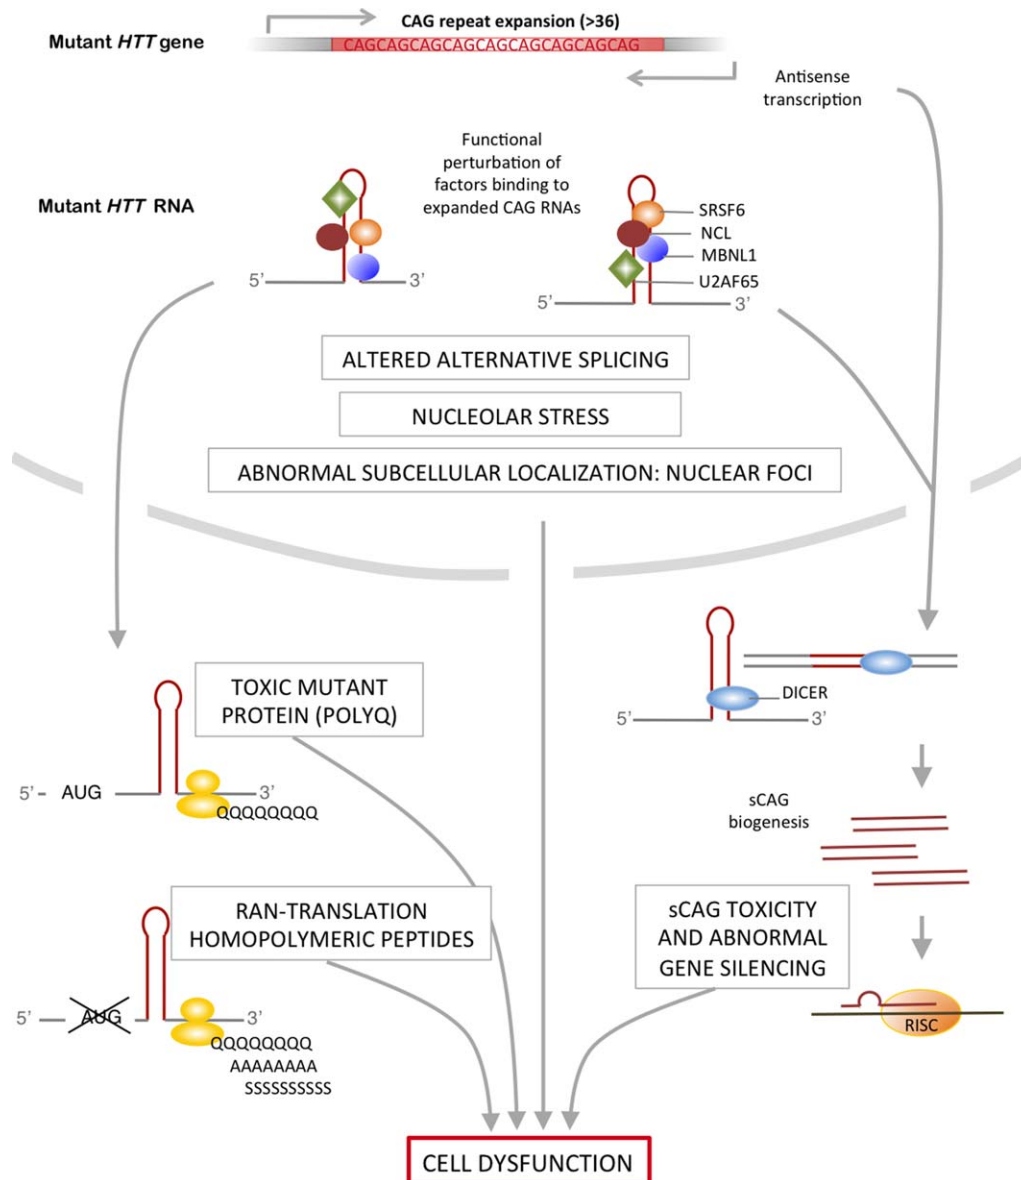 CAG repeat expansion (>36)
Mutant HTT gene
CAGCAGCAGCAGCAGCAGCAGCAGCAG
Antisense
transcription
Functional
perturbation of
factors binding to
expanded CAG RNAs
Mutant HTT RNA
SRSF6
NCL
MBNL1
U2AF65
5’
3’
5’
3’
ALTERED ALTERNATIVE SPLICING
NUCLEOLAR STRESS
ABNORMAL SUBCELLULAR LOCALIZATION: NUCLEAR FOCI
TOXIC MUTANT
PROTEIN (POLYQ)
DICER
5’
3’
5’
AUG
3’
QQQQQQQQ
sCAG
biogenesis
RAN-TRANSLATION
HOMOPOLYMERIC PEPTIDES
sCAG TOXICITY
AND ABNORMAL
GENE SILENCING
5’
AUG
3’
RISC
QQQQQQQQ
AAAAAAAA
SSSSSSSSSS
CELL DYSFUNCTION